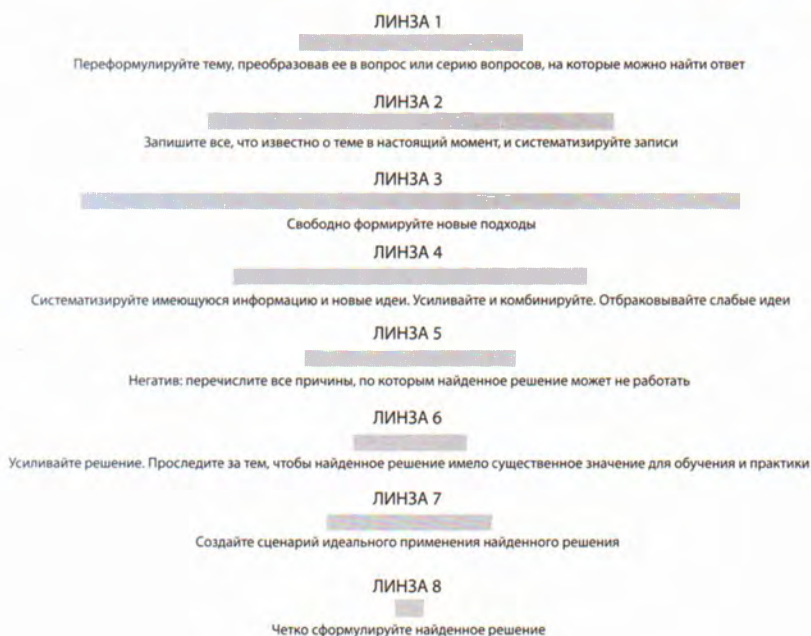 ЛИНЗА 1
Переформулируйте тему, преобразовав ее в вопрос или серию вопросов, на которые можно найти ответ
ЛИНЗА 2
Запишите все, что известно о теме в настоящий момент, и систематизируйте записи
ЛИНЗА 3
Свободно формируйте новые подходы
ЛИНЗА 4
Систематизируйте имеющуюся информацию и новые идеи. Усиливайте и комбинируйте. Отбраковывайте слабые идеи
ЛИНЗА 5
Негатив: перечислите все причины, по которым найденное решение может не работать
ЛИНЗА 6
Усиливайте решение. Проследите за тем, чтобы найденное решение имело существенное значение для обучения и практики
ЛИНЗА 7
Создайте сценарий идеального применения найденного решения
ЛИНЗА 8
Четко сформулируйте найденное решение